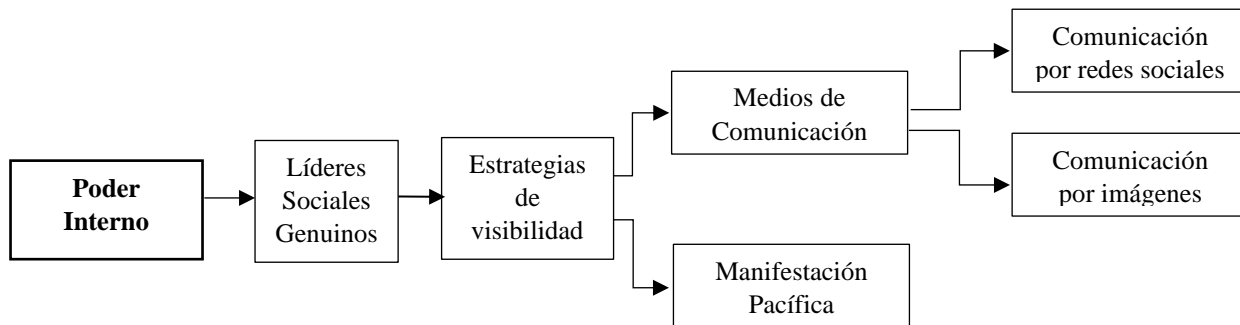 Poder
Interno
Líderes
Sociales
Genuinos
Estrategias
de
visibilidad
Medios de
Comunicación
Manifestación
Pacífica
Comunicación
por redes sociales
Comunicación
por imágenes